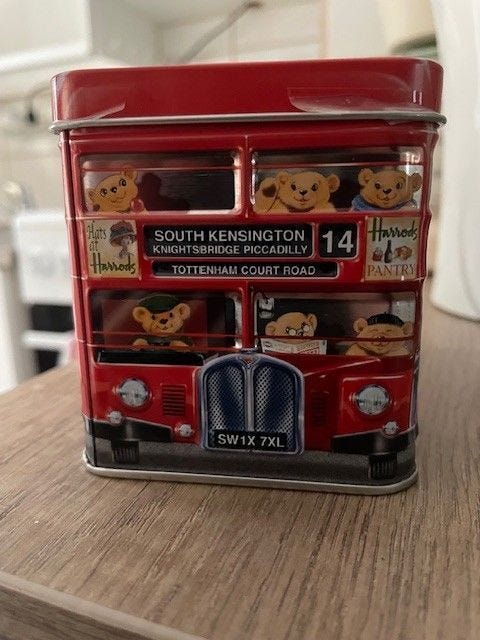 SOUTH KENSINGTON
KNIGHTSBRIDGE PICCADILLY
14
TOTTENHAM COURT ROAD
Hats
at
Harrods
Harrods
PANTRY
SW1X 7XL